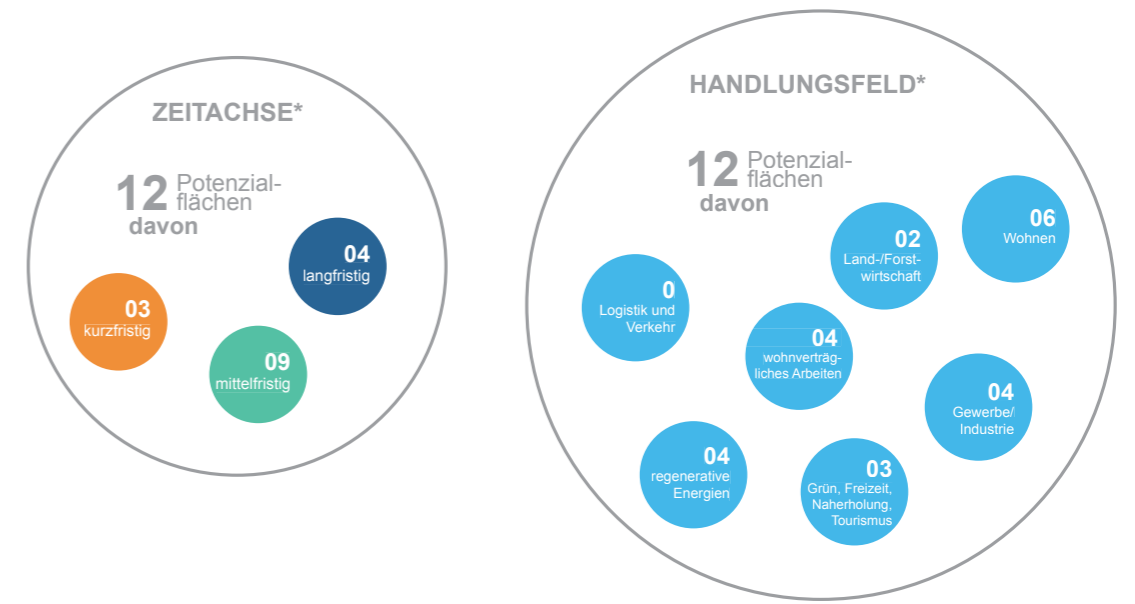 ZEITACHSE*
12 Potenzial-
flächen
davon
04
langfristig
03
kurzfristig
09
mittelfristig
HANDLUNGSFELD*
12 Potenzial-
flächen
davon
06
Wohnen
02
Land-/Forst-
wirtschaft
0
Logistik und
Verkehr
04
wohnverträg-
liches Arbeiten
04
Gewerbe/
Industrie
04
regenerative
Energien
03
Grün, Freizeit,
Naherholung,
Tourismus